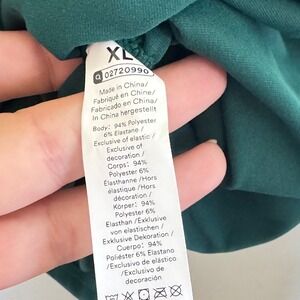 XL
a 02720990
Made in China/
Fabriqué en Chine/
Fabricado en China/
In China hergestellt
Body: 94% Polyester
6% Elastane /
Exclusive of elastic /
Exclusive of
decoration /
Corps: 94%
Polyester 6%
Élasthanne /Hors
élastique /Hors
décoration /
Körper: 94%
Polyester 6%
Elasthan /Exklusive
von elastischen /
Exklusive Dekoration /
Cuerpo: 94%
Poliéster 6% Elastano
/Exclusivo de elástico
/Exclusivo de
decoración